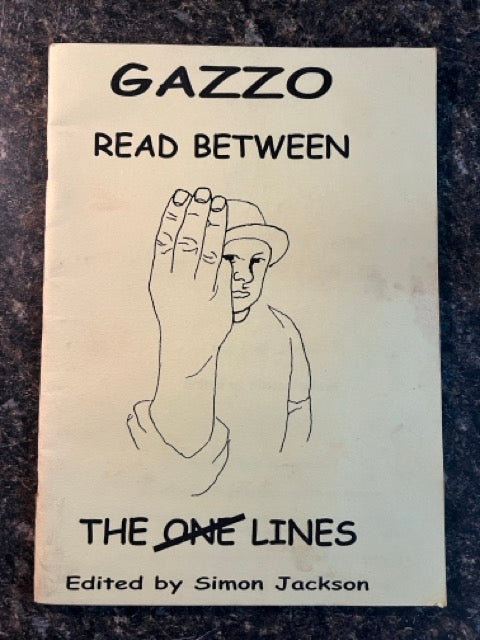 GAZZO
READ BETWEEN
THE ONE LINES
Edited by Simon Jackson